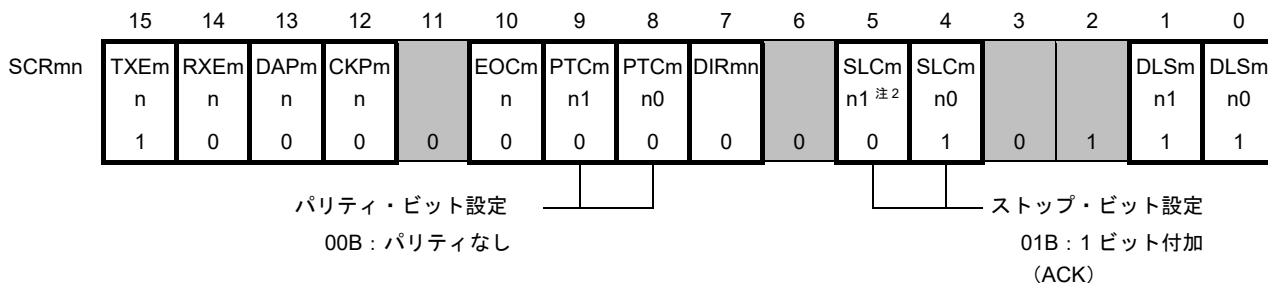 15 14 13 12 11 10 9 8 7 6 5 4 3 2 1 0
SCRmn TXEm RXEm DAPm CKPm EOCm PTCm PTCm DIRmn SLCm SLCm DLSm DLSm
n n n n n n1 n0 n1 注2 n0 n1 n0
1 0 0 0 0 0 0 0 0 0 0 1 0 1 1 1
パリティ・ビット設定 ストップ・ビット設定
00B：パリティなし 01B：1 ビット付加
（ACK）